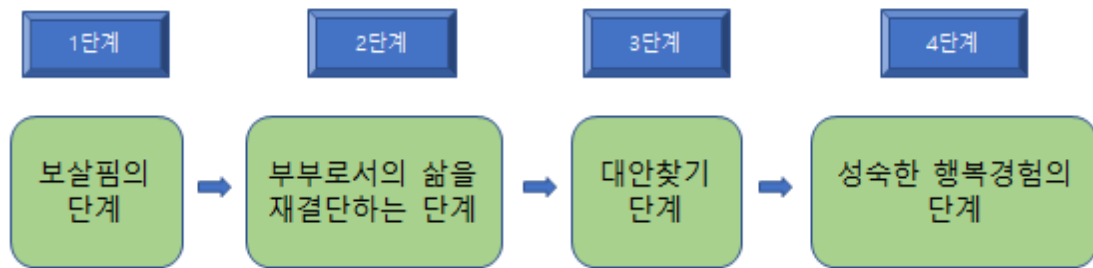 1단계
2단계
3단계
4단계
보살핌의
단계
부부로서의 삶을
재결단하는 단계
대안찾기
단계
성숙한 행복경험의
단계